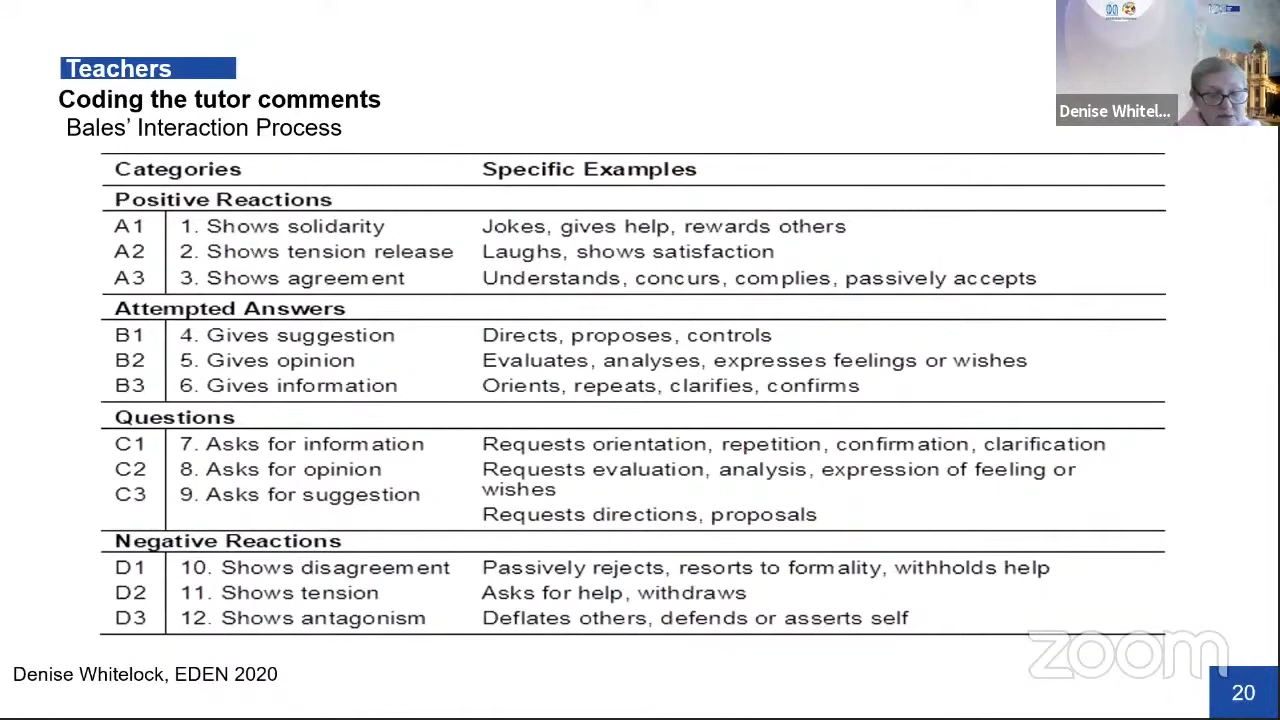 Teachers
Coding the tutor comments
Bales' Interaction Process
Denise Whitel...
Categories Specific Examples
Positive Reactions
A1 1. Shows solidarity Jokes, gives help, rewards others
A2 2. Shows tension release Laughs, shows satisfaction
A3 3. Shows agreement Understands, concurs, complies, passively accepts
Attempted Answers
B1 4. Gives suggestion Directs, proposes, controls
B2 5. Gives opinion Evaluates, analyses, expresses feelings or wishes
B3 6. Gives information Orients, repeats, clarifies, confirms
Questions
C1 7. Asks for information Requests orientation, repetition, confirmation, clarification
C2 8. Asks for opinion Requests evaluation, analysis, expression of feeling or
wishes
C3 9. Asks for suggestion
Requests directions, proposals
Negative Reactions
D1 10. Shows disagreement Passively rejects, resorts to formality, withholds help
D2 11. Shows tension Asks for help, withdraws
D3 12. Shows antagonism Deflates others, defends or asserts self
zoom
Denise Whitelock, EDEN 2020
20